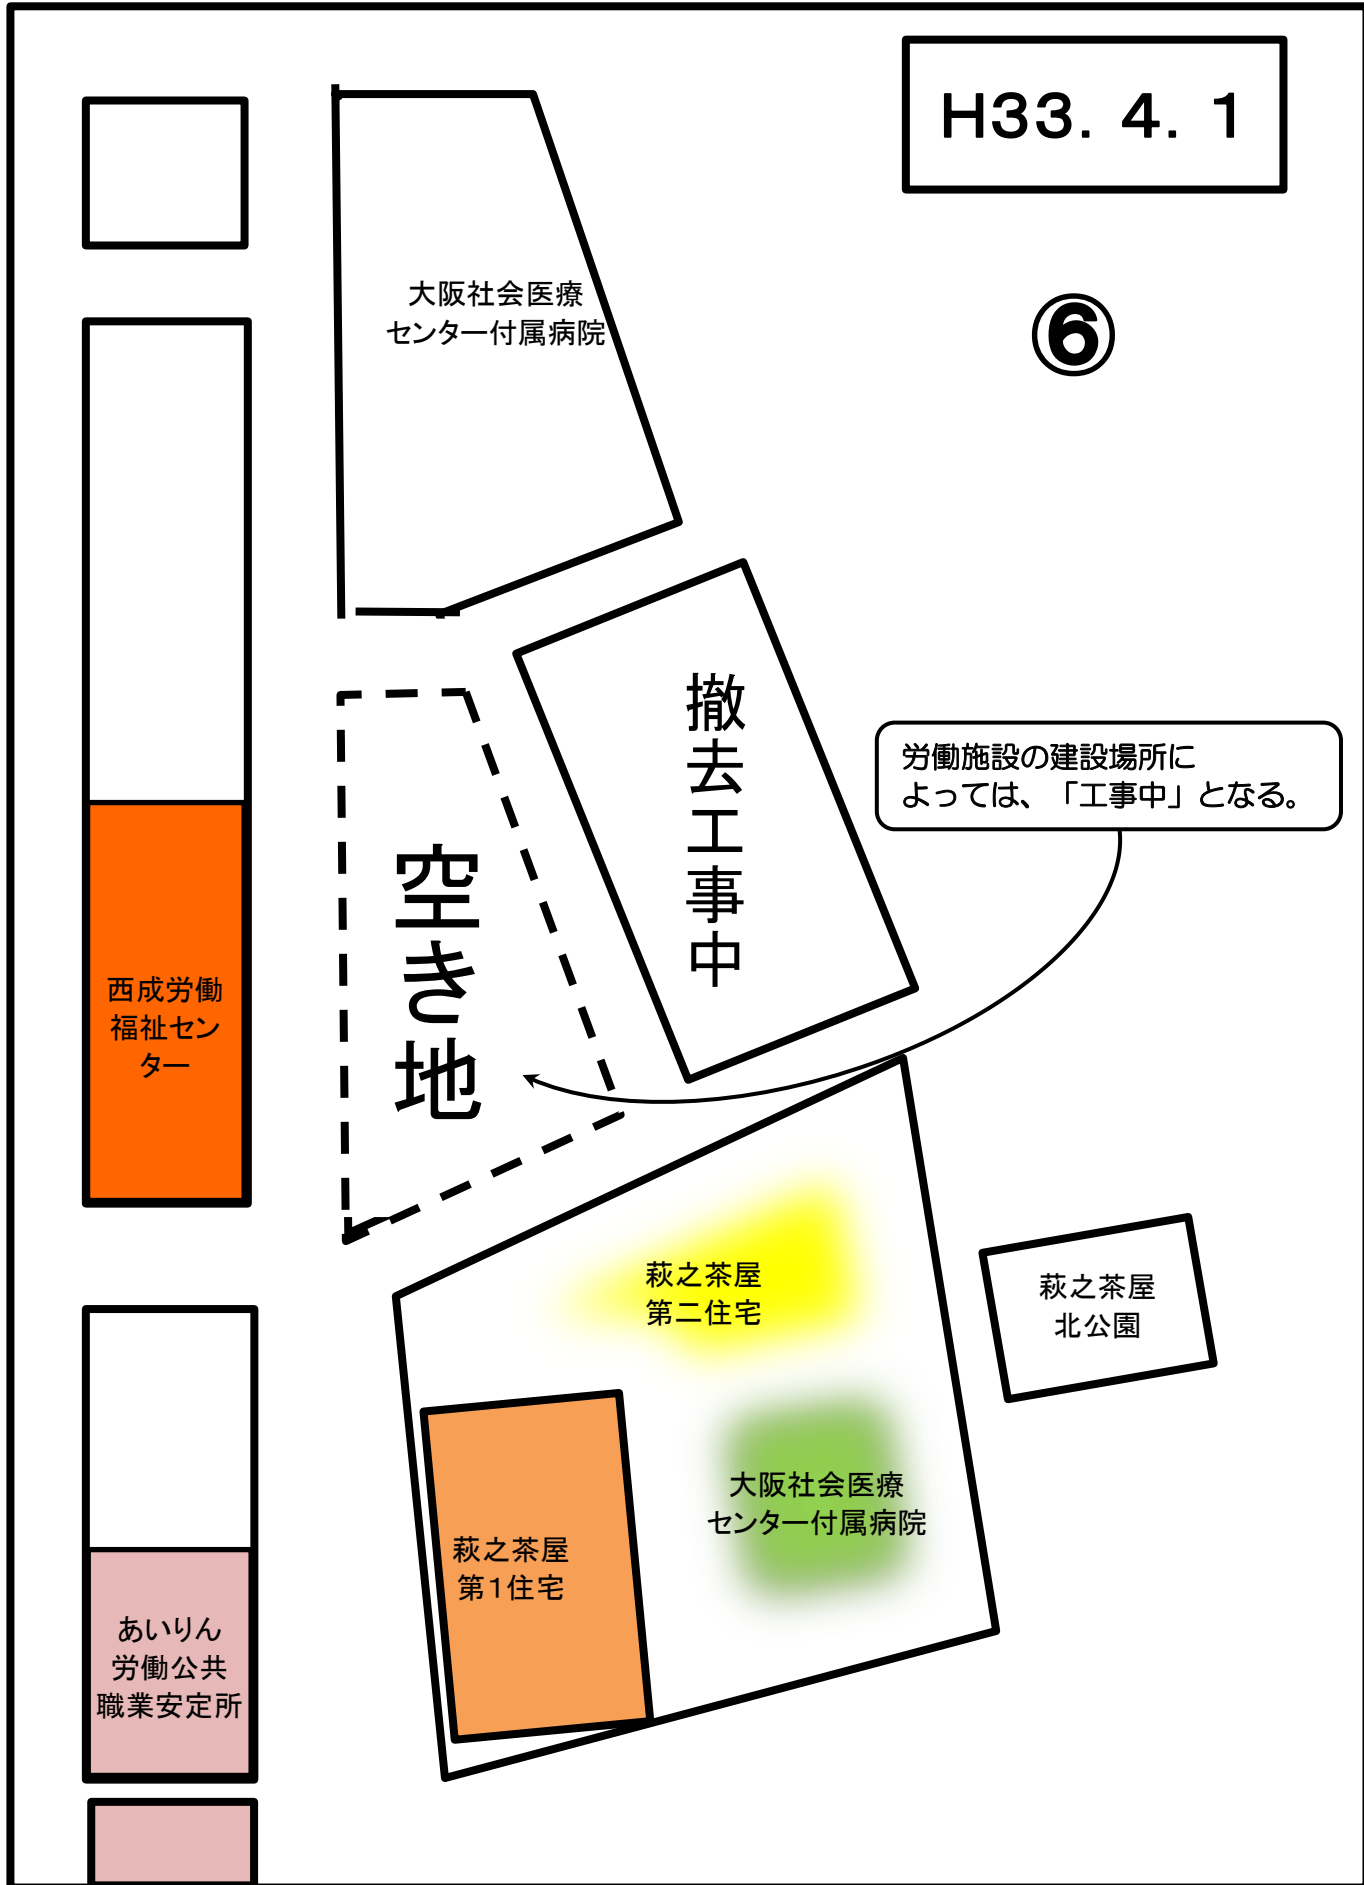 H33．4．1
⑥
大阪社会医療
センター付属病院
撤去工事中
労働施設の建設場所に
よっては、「工事中」となる。
空き地
西成労働
福祉セン
ター
萩之茶屋
第二住宅
萩之茶屋
北公園
大阪社会医療
センター付属病院
萩之茶屋
第1住宅
あいりん
労働公共
職業安定所